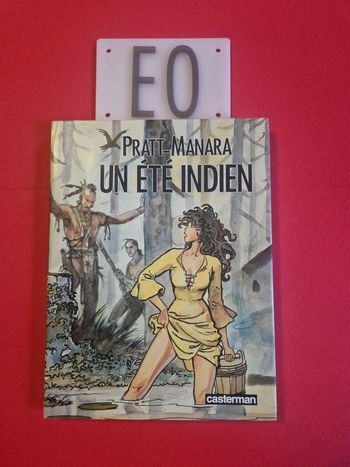 EO
PRATT-MANARA
UN ÉTÉ INDIEN
casterman